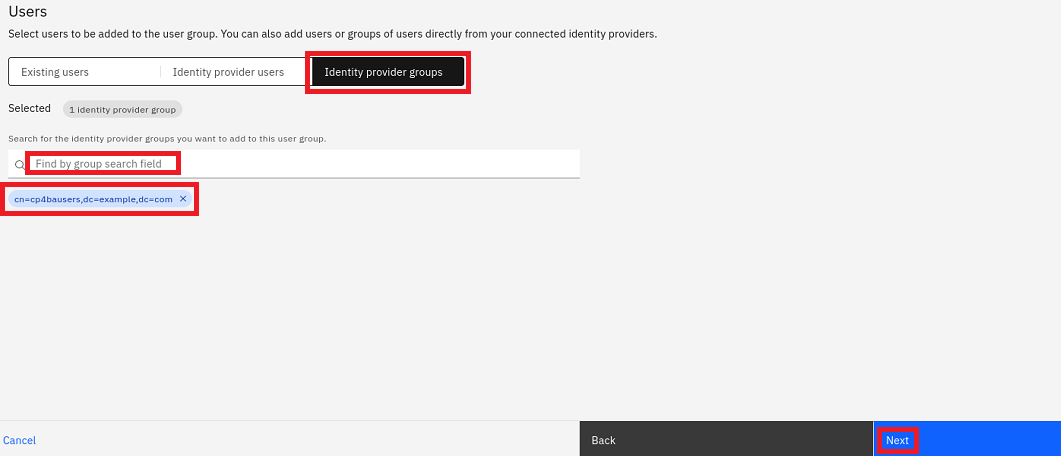 Users
Select users to be added to the user group. You can also add users or groups of users directly from your connected identity providers.
Existing users Identity provider users Identity provider groups
Selected 1 identity provider group
Search for the identity provider groups you want to add to this user group.
Find by group search field
cn=cp4bausers,dc=example,dc=com ×
Cancel Back Next